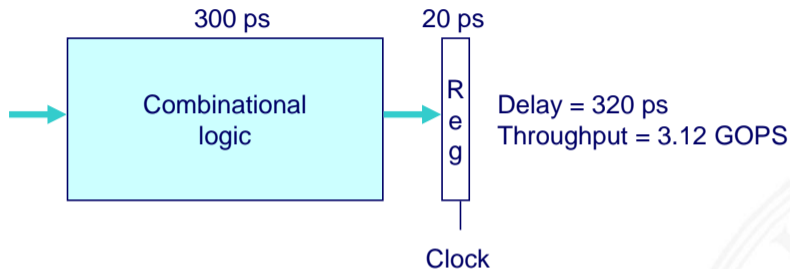 300 ps
20 ps
Combinational
logic
R
e
g
Delay = 320 ps
Throughput = 3.12 GOPS
Clock